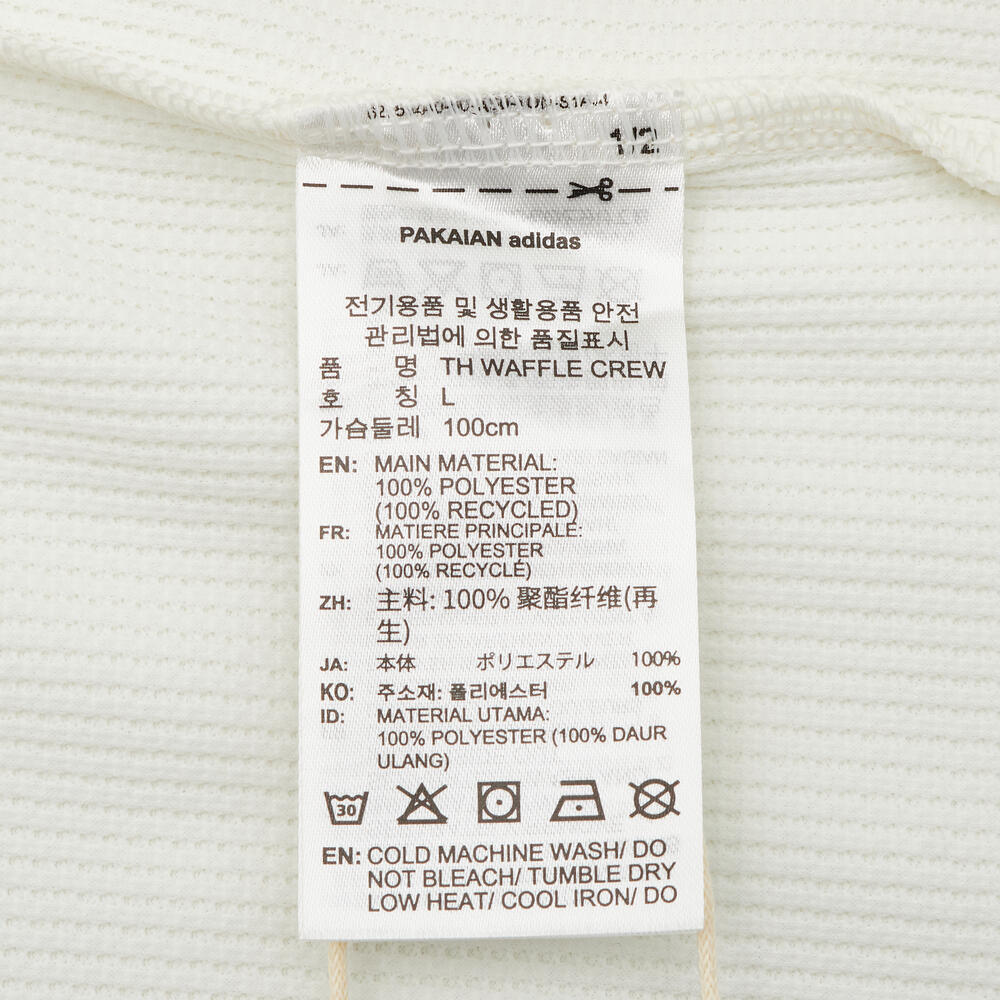 1/2
PAKAIAN adidas
전기용품 및 생활용품 안전
관리법에 의한 품질표시
품 명 TH WAFFLE CREW
호 칭 L
가슴둘레 100cm
EN: MAIN MATERIAL:
100% POLYESTER
(100% RECYCLED)
FR: MATIERE PRINCIPALE:
100% POLYESTER
(100% RECYCLÉ)
ZH: 主料: 100% 聚酯纤维(再
生)
JA: 本体 ポリエステル 100%
KO: 주소재: 폴리에스터 100%
ID: MATERIAL UTAMA:
100% POLYESTER (100% DAUR
ULANG)
30
EN: COLD MACHINE WASH/ DO
NOT BLEACH/ TUMBLE DRY
LOW HEAT/ COOL IRON/ DO